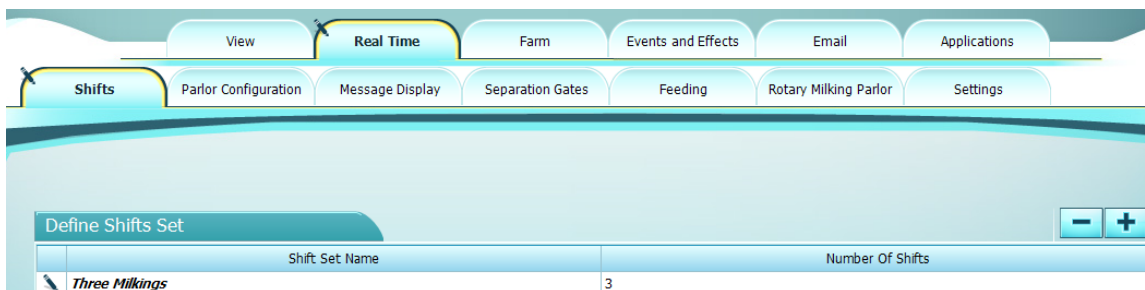 View Real Time Farm Events and Effects Email Applications
Shifts Parlor Configuration Message Display Separation Gates Feeding Rotary Milking Parlor Settings
Define Shifts Set
Shift Set Name Number Of Shifts
Three Milkings 3